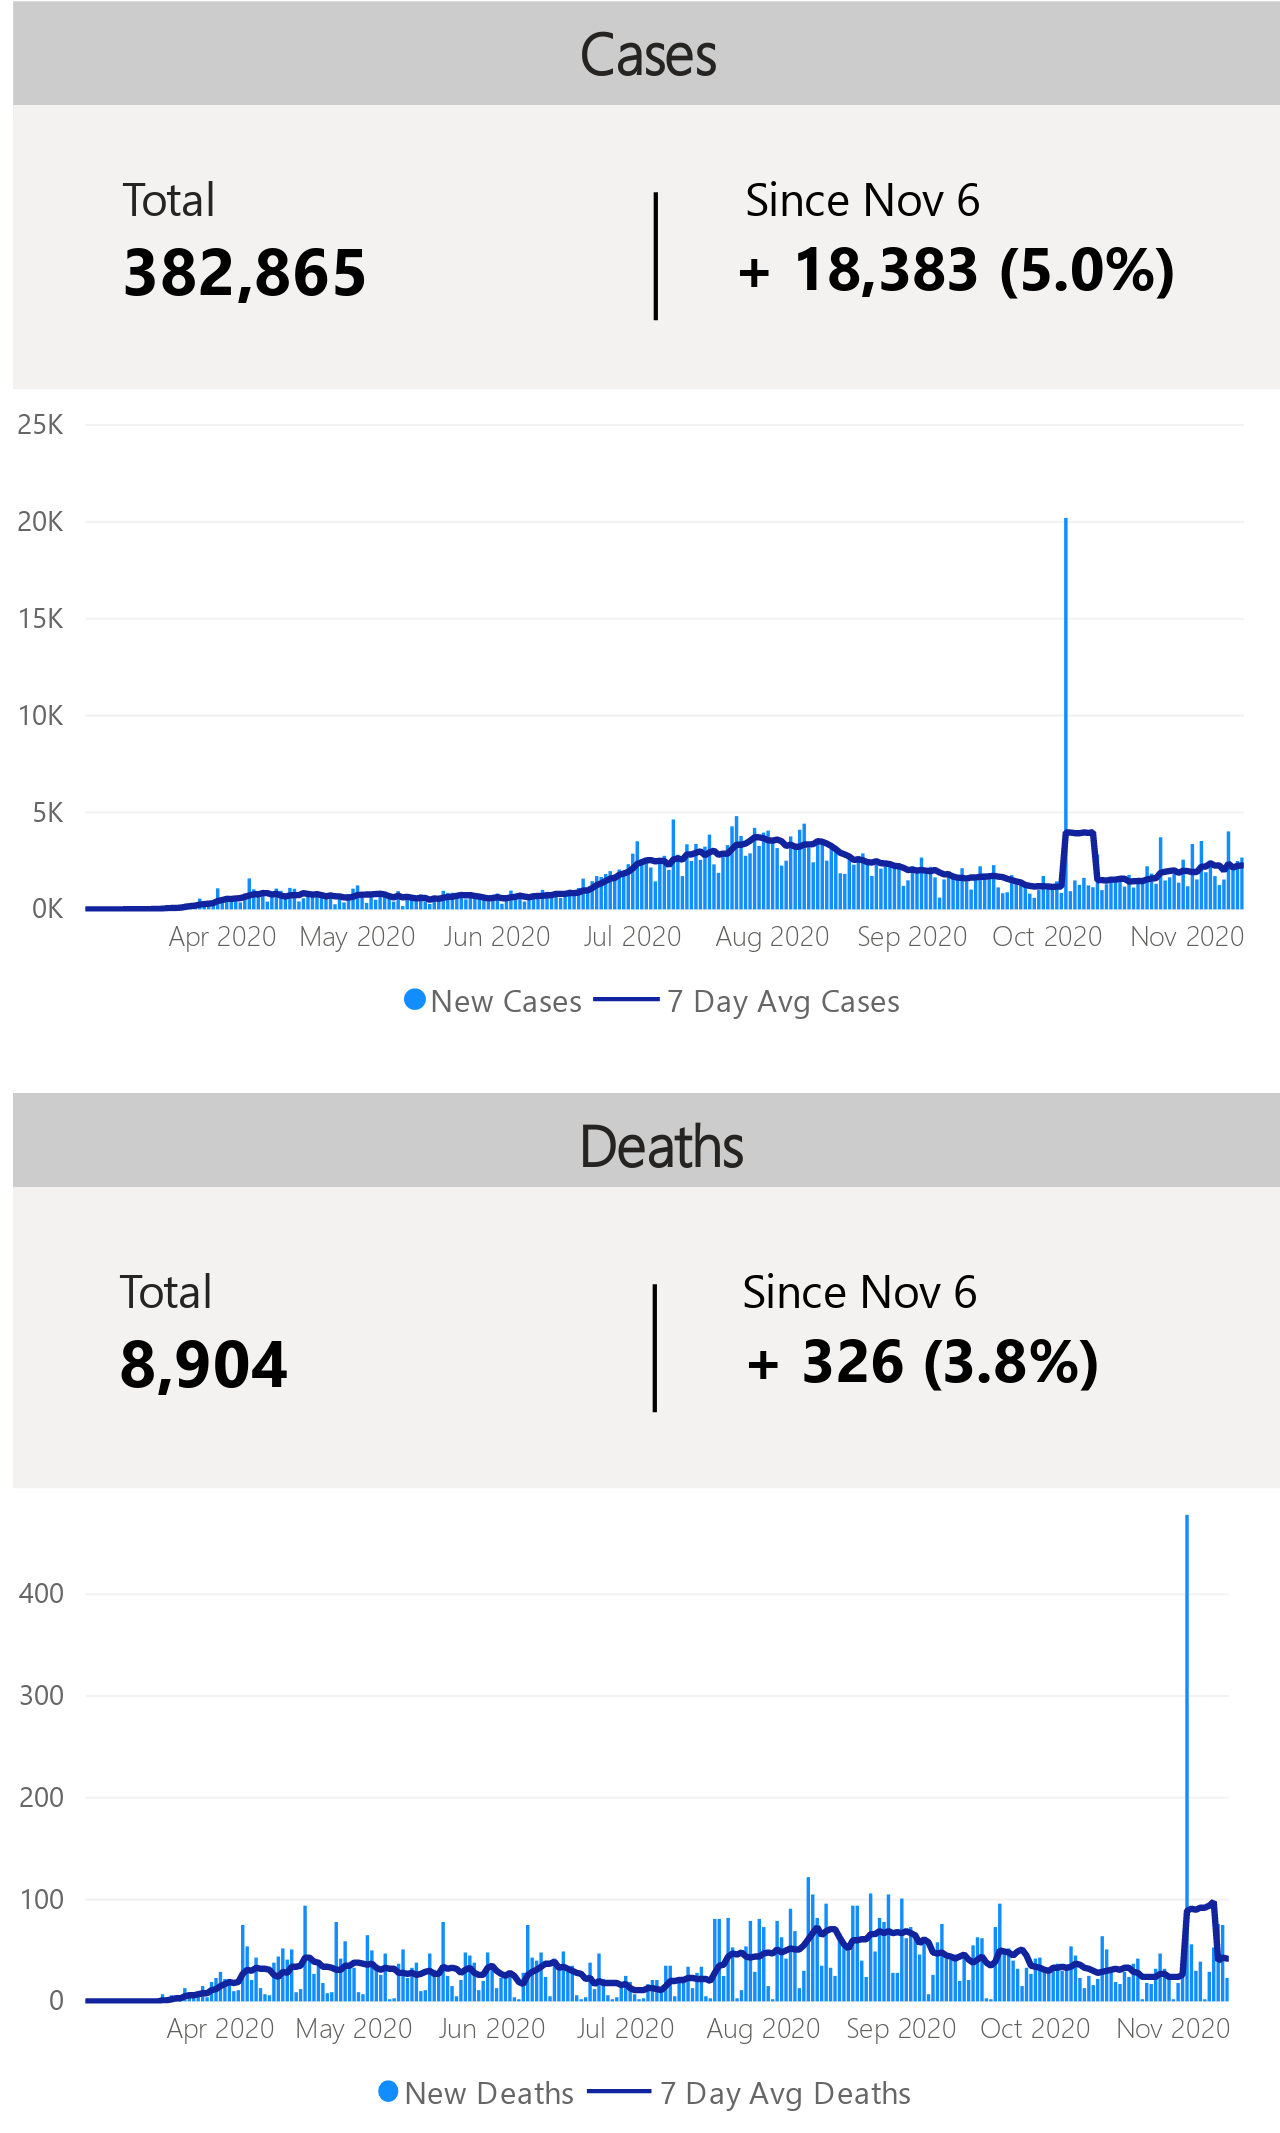 Cases
Total
382,865
Since Nov 6
+ 18,383 (5.0%)
25K
20K
15K
10K
5K
0K
Apr 2020 May 2020 Jun 2020 Jul 2020 Aug 2020 Sep 2020 Oct 2020 Nov 2020
New Cases 7 Day Avg Cases
Deaths
Total
8,904
Since Nov 6
+ 326 (3.8%)
400
300
200
100
0
Apr 2020 May 2020 Jun 2020 Jul 2020 Aug 2020 Sep 2020 Oct 2020 Nov 2020
New Deaths 7 Day Avg Deaths